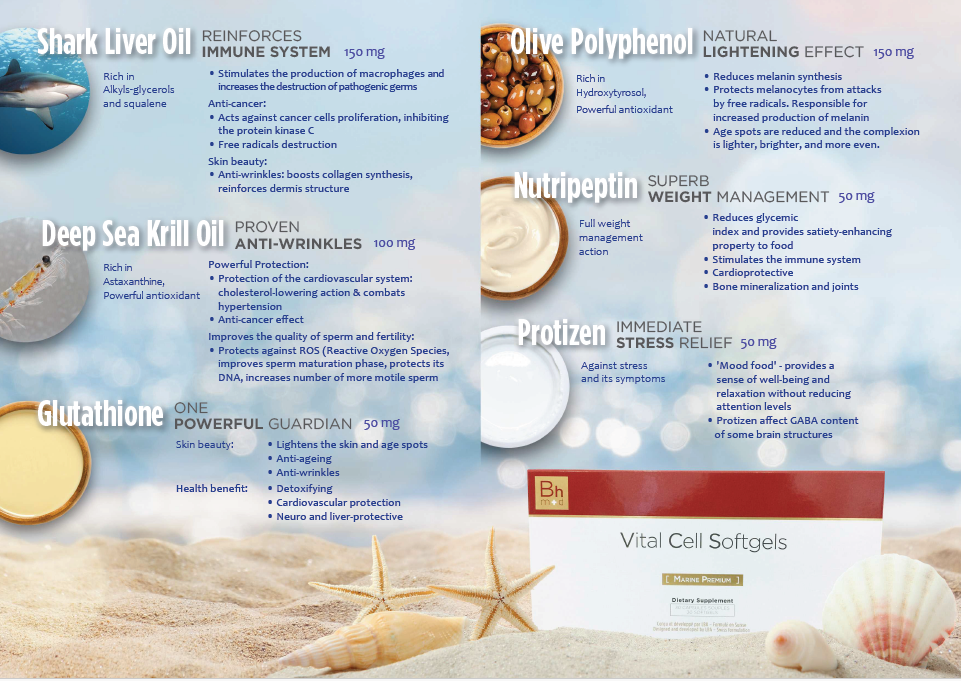 Shark Liver Oil
REINFORCES
IMMUNE SYSTEM 150 mg
Rich in
Alkyls-glycerols
and squalene
• Stimulates the production of macrophages and
increases the destruction of pathogenic germs
Anti-cancer:
• Acts against cancer cells proliferation, inhibiting
the protein kinase C
• Free radicals destruction
Skin beauty:
• Anti-wrinkles: boosts collagen synthesis,
reinforces dermis structure
Deep Sea Krill Oil
PROVEN
ANTI-WRINKLES 100 mg
Rich in
Astaxanthine,
Powerful antioxidant
Powerful Protection:
• Protection of the cardiovascular system:
cholesterol-lowering action & combats
hypertension
• Anti-cancer effect
Improves the quality of sperm and fertility:
• Protects against ROS (Reactive Oxygen Species,
improves sperm maturation phase, protects its
DNA, increases number of more motile sperm
Glutathione
ONE
POWERFUL GUARDIAN 50 mg
Skin beauty: • Lightens the skin and age spots
• Anti-ageing
• Anti-wrinkles
Health benefit: • Detoxifying
• Cardiovascular protection
• Neuro and liver-protective
Olive Polyphenol
NATURAL
LIGHTENING EFFECT 150 mg
Rich in
Hydroxytyrosol,
Powerful antioxidant
• Reduces melanin synthesis
• Protects melanocytes from attacks
by free radicals. Responsible for
increased production of melanin
• Age spots are reduced and the complexion
is lighter, brighter, and more even.
Nutripeptin
SUPERB
WEIGHT MANAGEMENT 50 mg
Full weight
management
action
• Reduces glycemic
index and provides satiety-enhancing
property to food
• Stimulates the immune system
• Cardioprotective
• Bone mineralization and joints
Protizen
IMMEDIATE
STRESS RELIEF 50 mg
Against stress
and its symptoms
• 'Mood food' - provides a
sense of well-being and
relaxation without reducing
attention levels
• Protizen affect GABA content
of some brain structures
Bh
med
Vital Cell Softgels
[ MARINE PREMIUM ]
Dietary Supplement